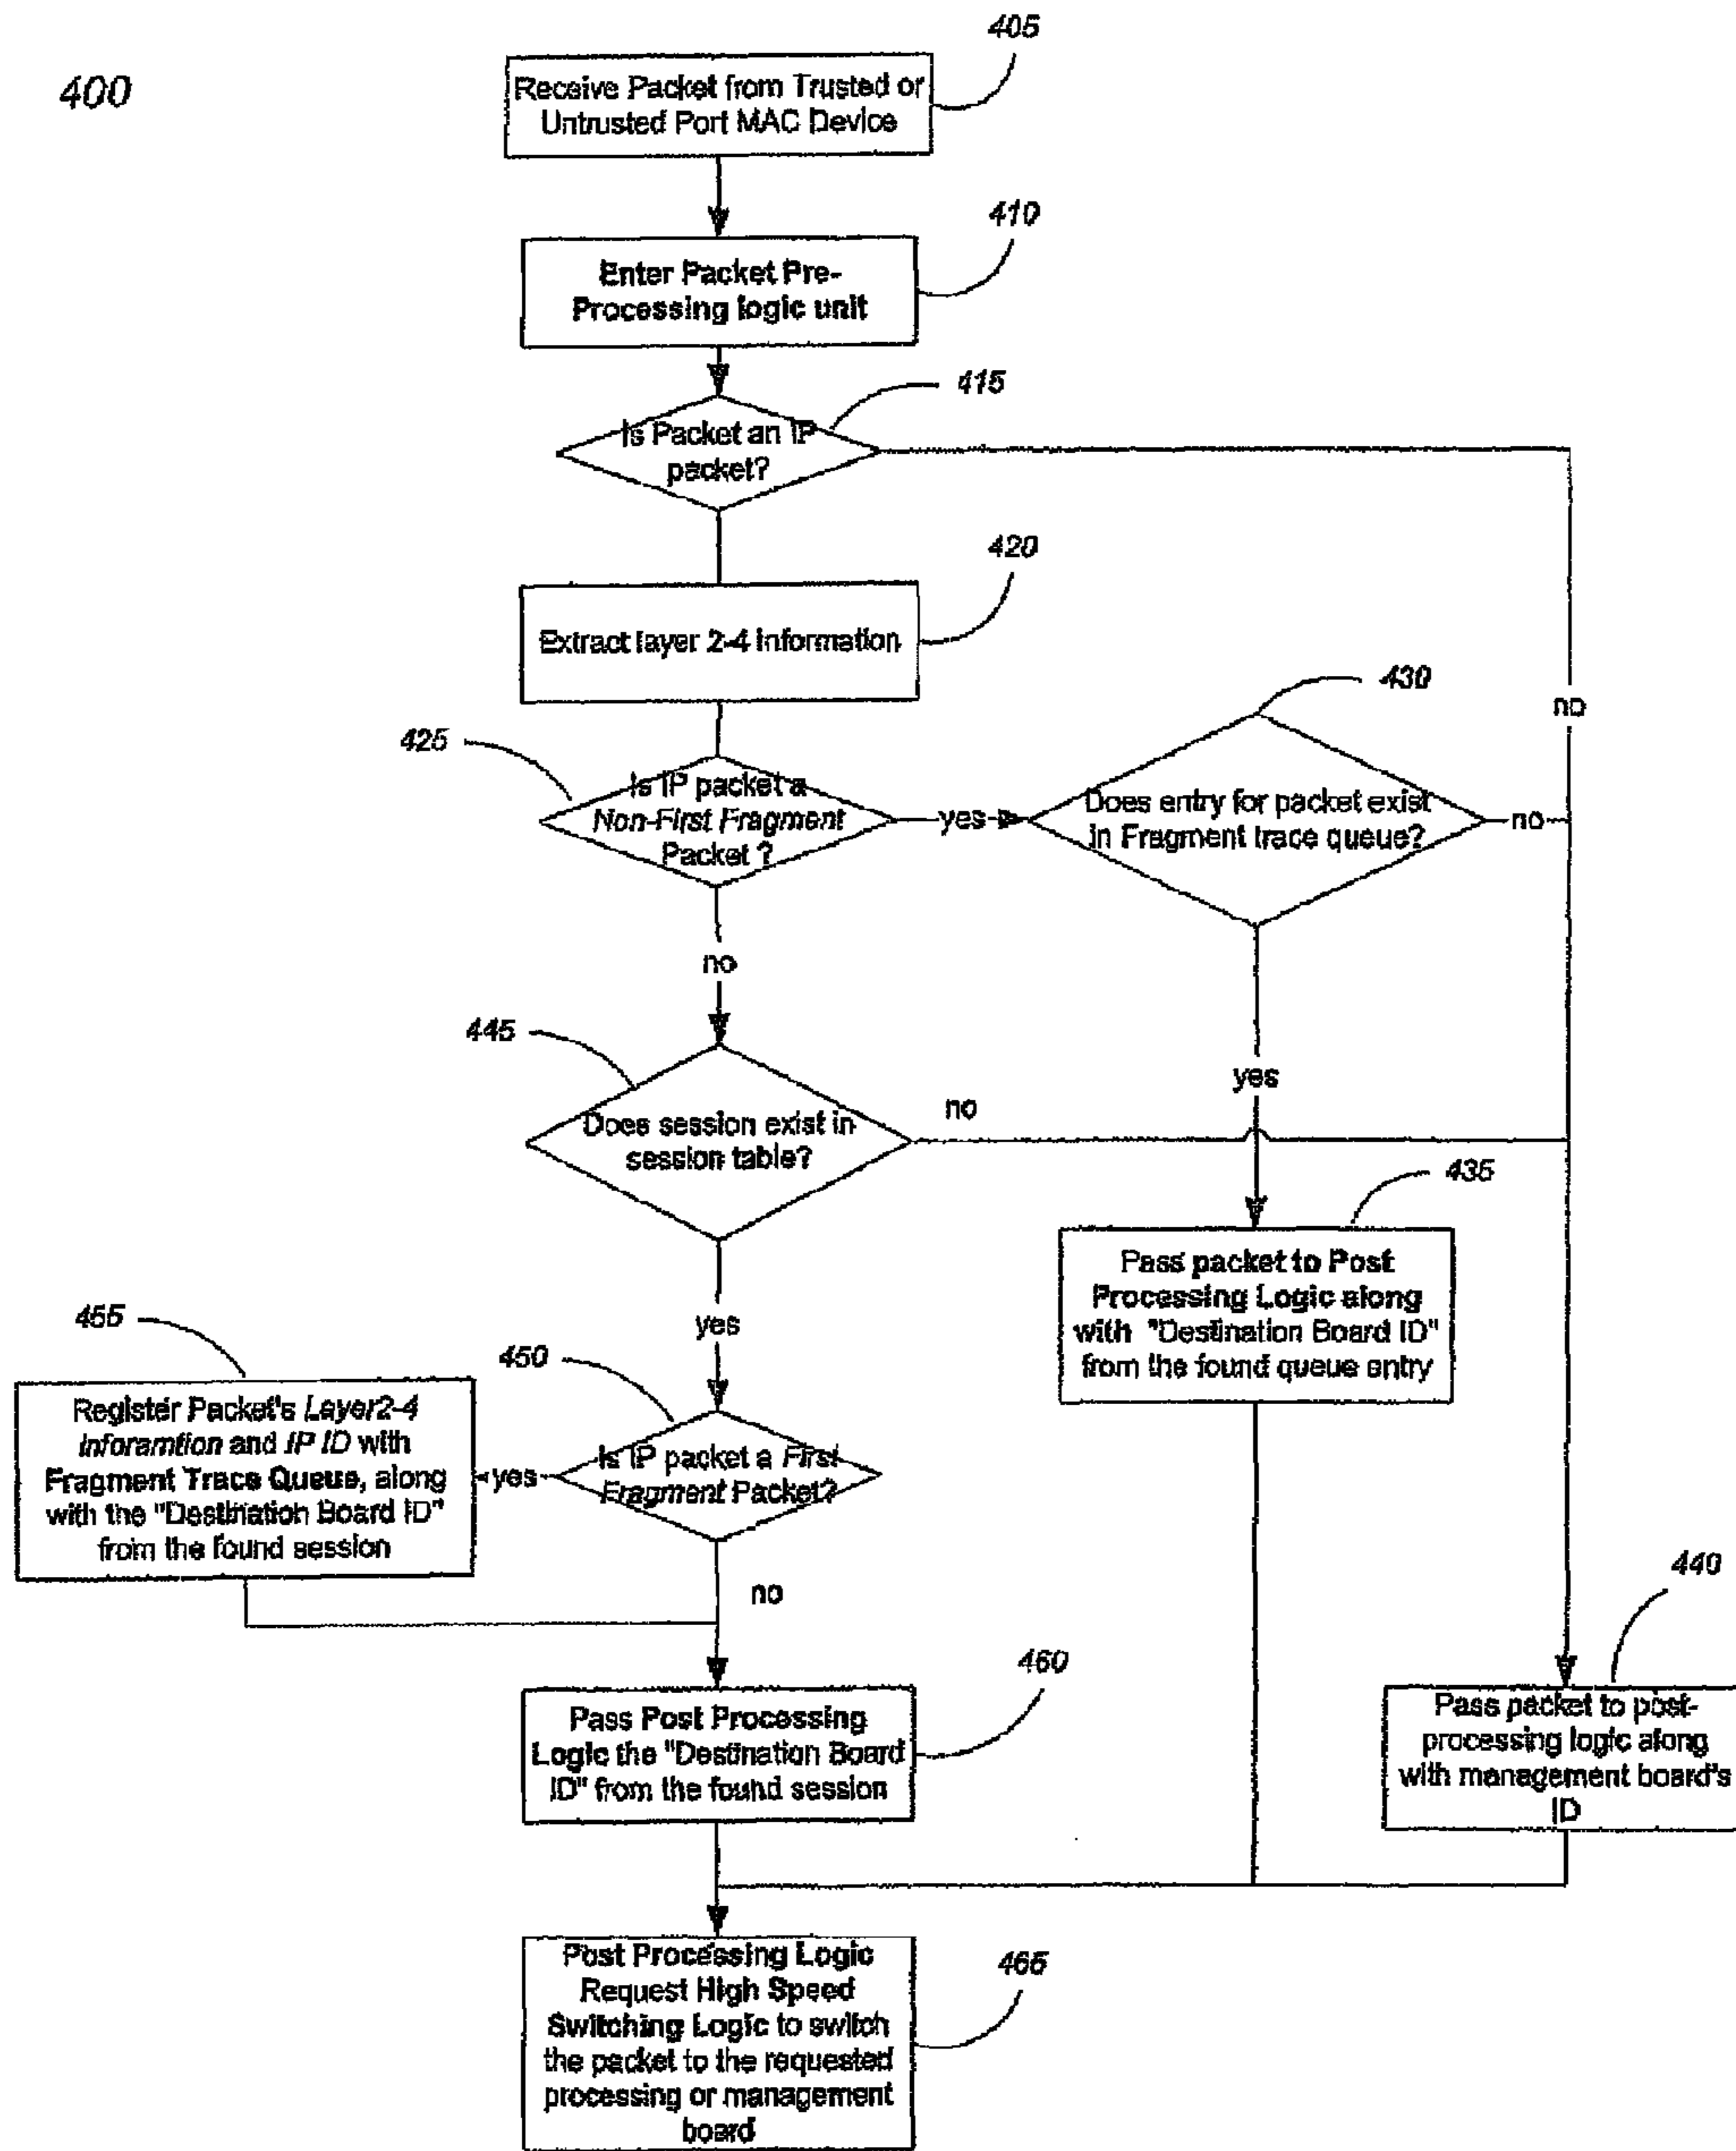 405
400
Receive Packet from Trusted or
Untrusted Port MAC Device
410
Enter Packet Pre-
Processing logic unit
415
Is Packet an IP
packet?
420
Extract layer 2-4 Information
430
no
425
Is IP packet a
Non-First Fragment
Packet ?
yes
Does entry for packet exist
in Fragment trace queue?
no
no
445
yes
Does session exist in
session table?
no
435
Pass packet to Post
Processing Logic along
with "Destination Board ID"
from the found queue entry
yes
455
450
Register Packet's Layer2-4
Inforamtion and IP ID with
Fragment Trace Queue, along
with the "Destination Board ID"
from the found session
yes
Is IP packet a First
Fragment Packet?
no
440
460
Pass Post Processing
Logic the "Destination Board
ID" from the found session
Pass packet to post-
processing logic along
with management board's
ID
Post Processing Logic
Request High Speed
Switching Logic to switch
the packet to the requested
processing or management
board
465